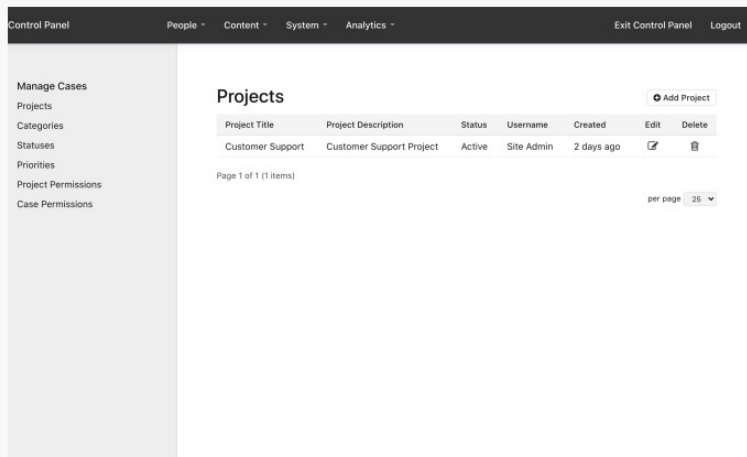 Control Panel People Content System Analytics Exit Control Panel Logout
Manage Cases
Projects
Categories
Statuses
Priorities
Project Permissions
Case Permissions
Projects
Add Project
Project Title Project Description Status Username Created Edit Delete
Customer Support Customer Support Project Active Site Admin 2 days ago
Page 1 of 1 (1 items)
per page 25